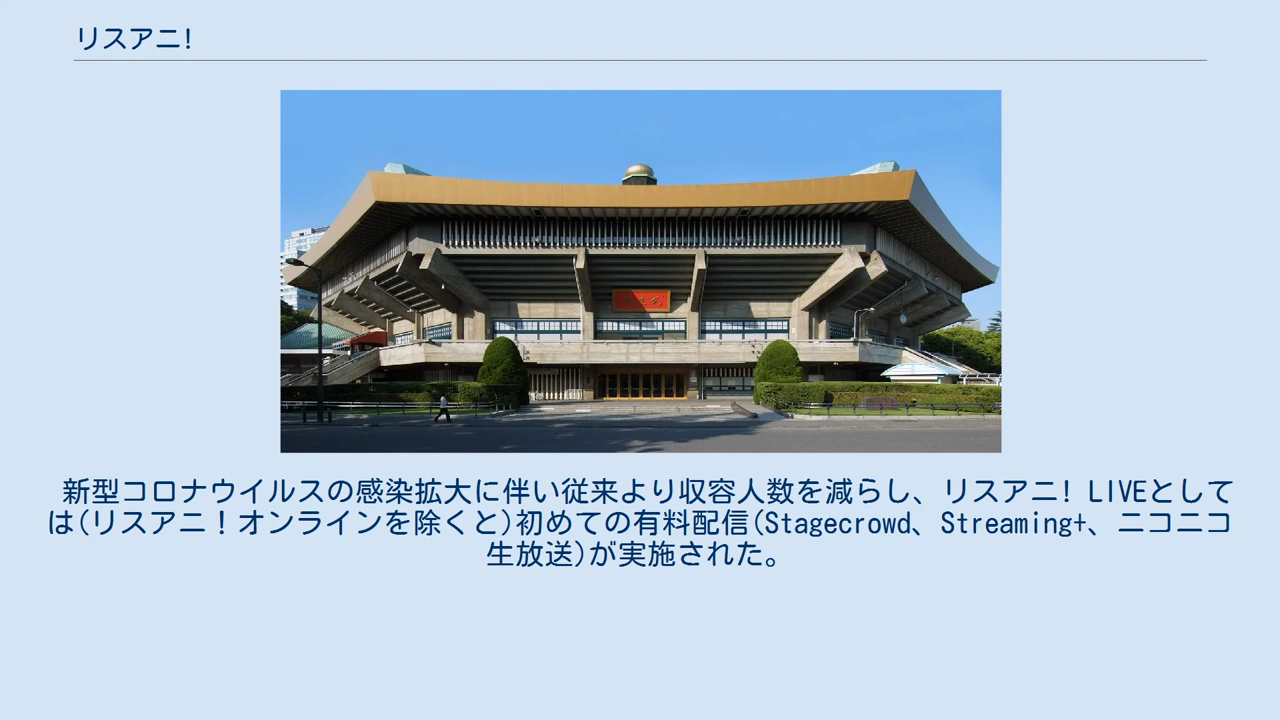 リスアニ!
新型コロナウイルスの感染拡大に伴い従来より収容人数を減らし、リスアニ! LIVEとして
は(リスアニ！オンラインを除くと)初めての有料配信(Stagecrowd、Streaming+、ニコニコ
生放送)が実施された。